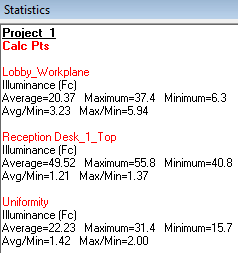 Statistics
Project_1
Calc Pts
Lobby_Workplane
Illuminance (Fc)
Average=20.37 Maximum=37.4 Minimum=6.3
Avg/Min=3.23 Max/Min=5.94
Reception Desk_1_Top
Illuminance (Fc)
Average=49.52 Maximum=55.8 Minimum=40.8
Avg/Min=1.21 Max/Min=1.37
Uniformity
Illuminance (Fc)
Average=22.23 Maximum=31.4 Minimum=15.7
Avg/Min=1.42 Max/Min=2.00